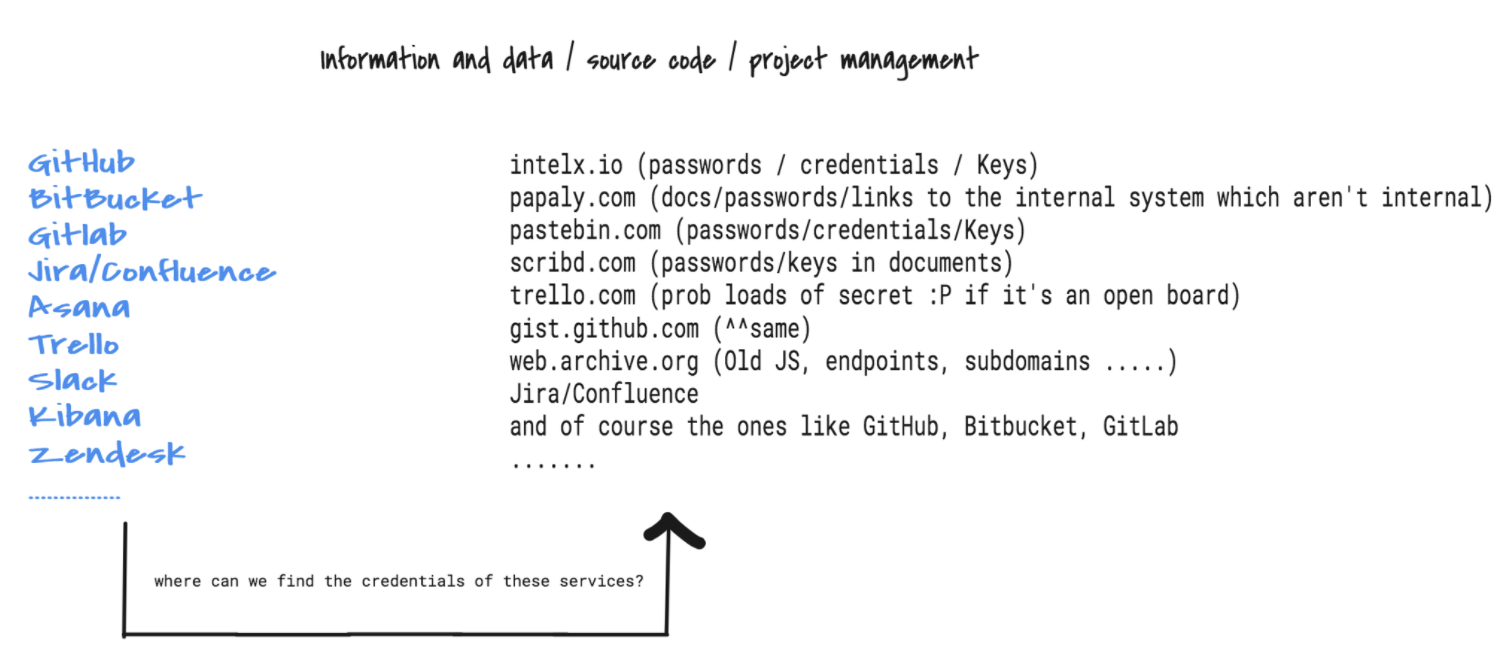 Information and data / source code / project management
GitHub
BitBucket
Gitlab
Jira/Confluence
Asana
Trello
Slack
Kibana
Zendesk
...............
intelx.io (passwords / credentials / Keys)
papaly.com (docs/passwords/links to the internal system which aren't internal)
pastebin.com (passwords/credentials/Keys)
scribd.com (passwords/keys in documents)
trello.com (prob loads of secret :P if it's an open board)
gist.github.com (^^same)
web.archive.org (Old JS, endpoints, subdomains .....)
Jira/Confluence
and of course the ones like GitHub, Bitbucket, GitLab
.......
where can we find the credentials of these services?